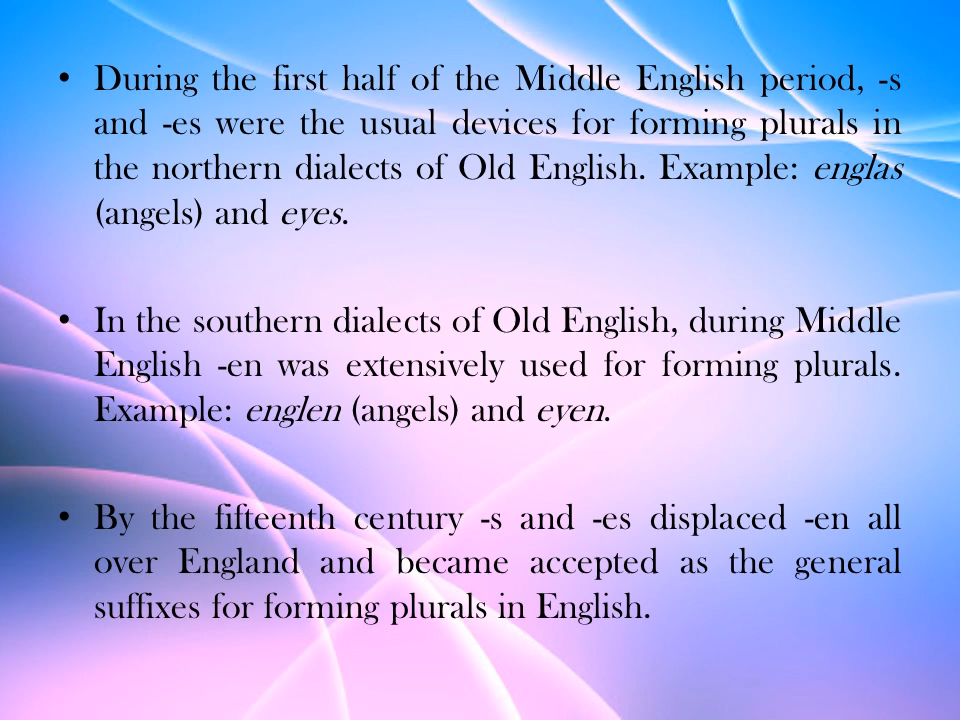 • During the first half of the Middle English period, -s
and -es were the usual devices for forming plurals in
the northern dialects of Old English. Example: englas
(angels) and eyes.
• In the southern dialects of Old English, during Middle
English -en was extensively used for forming plurals.
Example: englen (angels) and eyen.
• By the fifteenth century -s and -es displaced -en all
over England and became accepted as the general
suffixes for forming plurals in English.